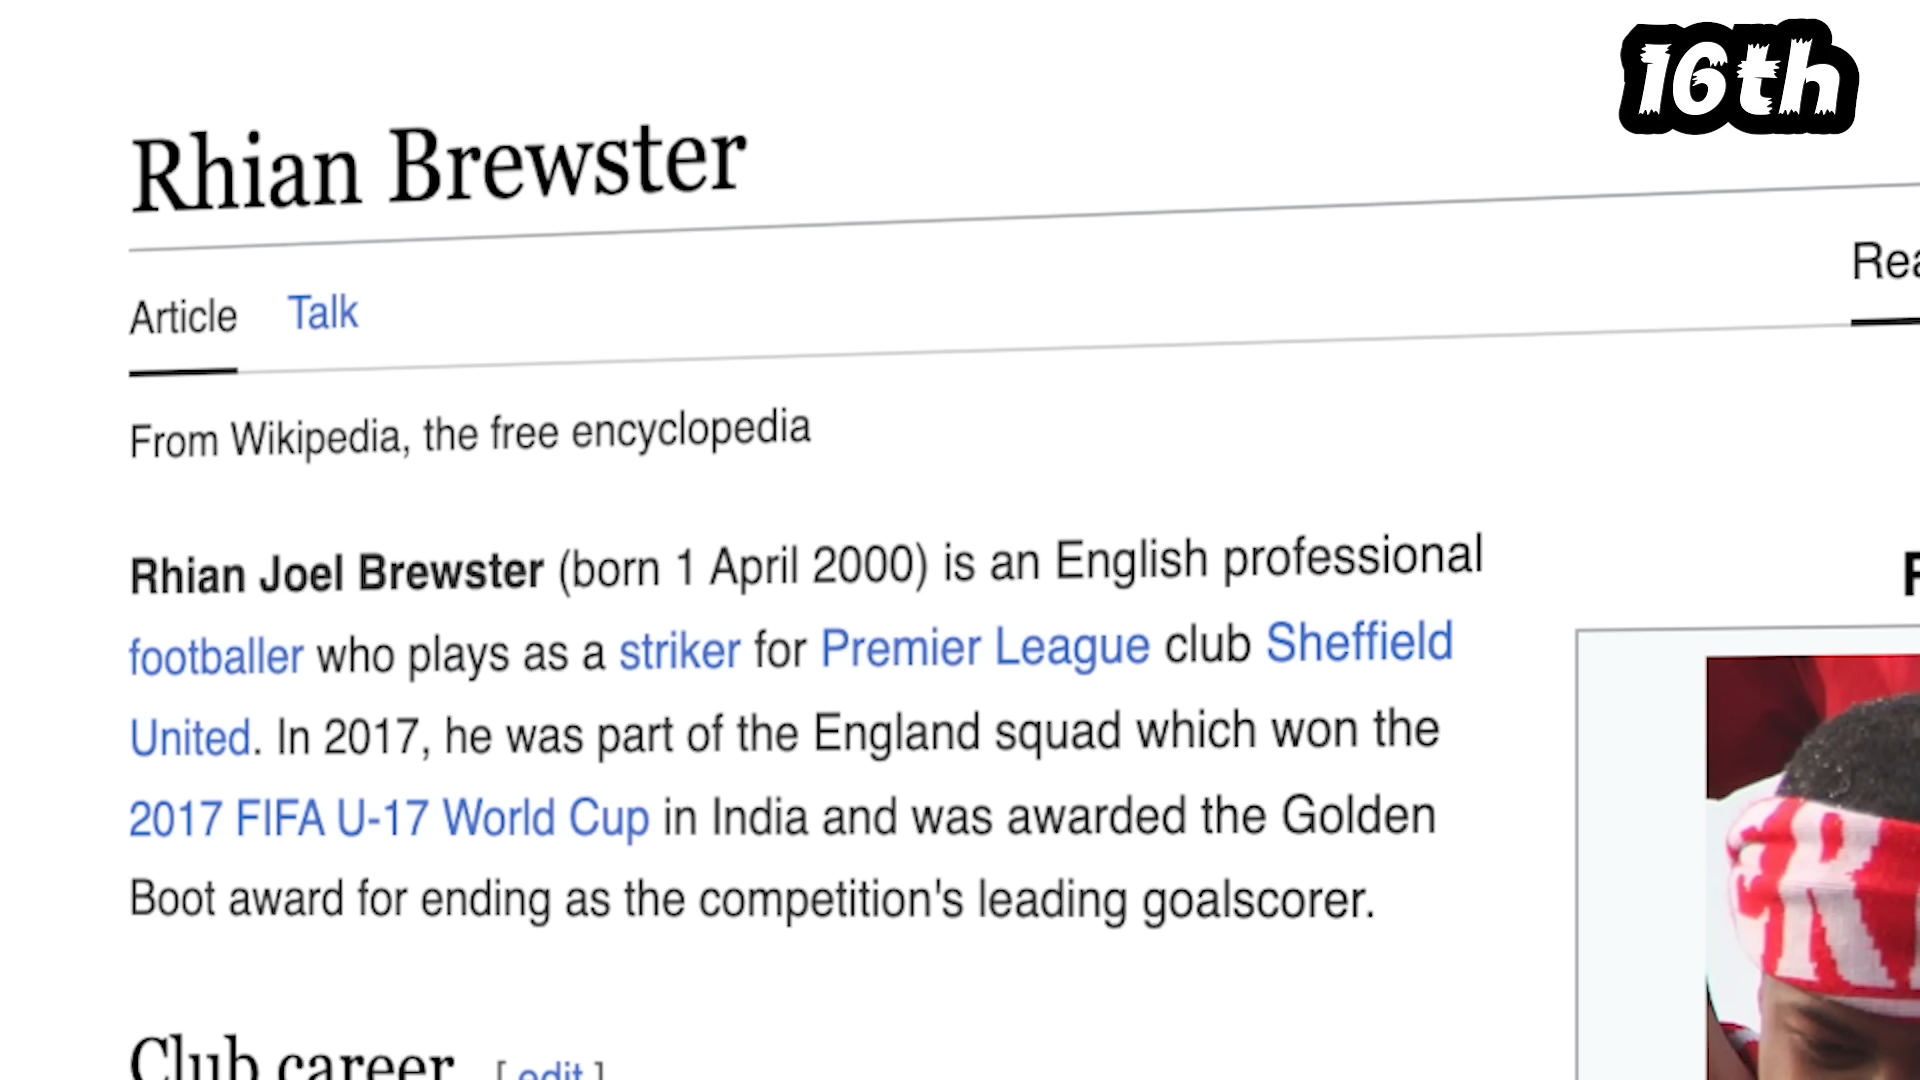 16th
Rhian Brewster
Article Talk
From Wikipedia, the free encyclopedia
Rhian Joel Brewster (born 1 April 2000) is an English professional
footballer who plays as a striker for Premier League club Sheffield
United. In 2017, he was part of the England squad which won the
2017 FIFA U-17 World Cup in India and was awarded the Golden
Boot award for ending as the competition's leading goalscorer.
Club career [ edit ]